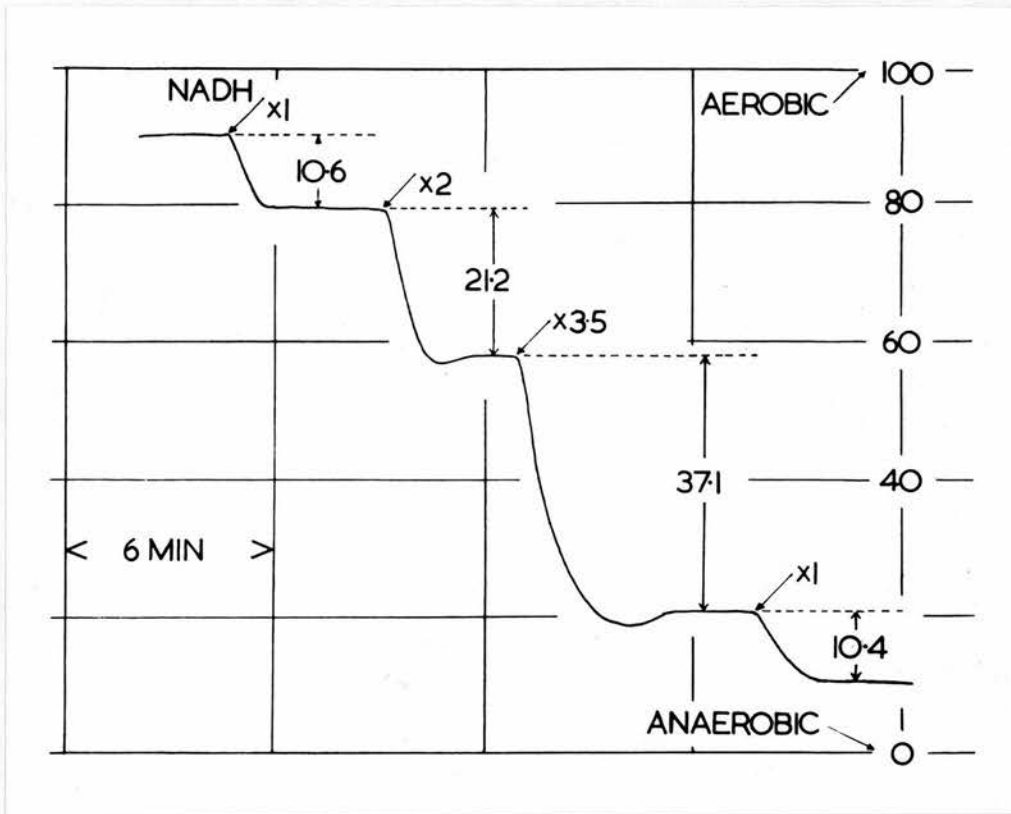 100
NADH
AEROBIC
x1
10·6
x2
80
21·2
x3·5
60
37·1
40
< 6 MIN >
x1
10·4
ANAEROBIC
0